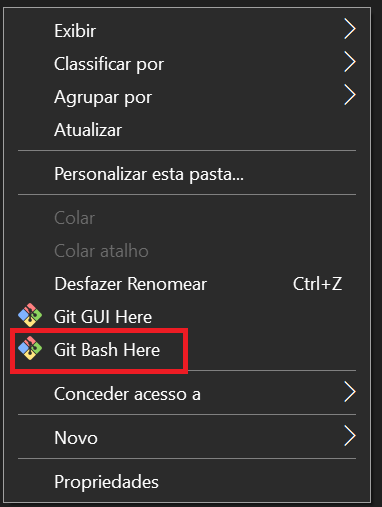 Exibir
Classificar por
Agrupar por
Atualizar
Personalizar esta pasta...
Colar
Colar atalho
Desfazer Renomear Ctrl+Z
Git GUI Here
Git Bash Here
Conceder acesso a
Novo
Propriedades